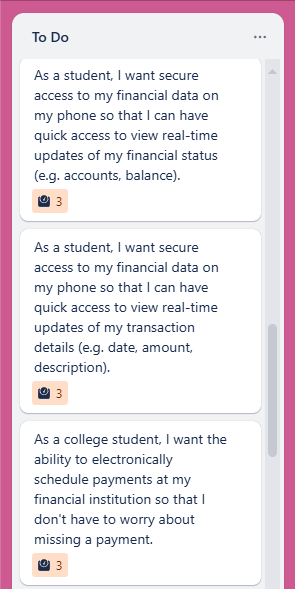 To Do
As a student, I want secure
access to my financial data on
my phone so that I can have
quick access to view real-time
updates of my financial status
(e.g. accounts, balance).
3
As a student, I want secure
access to my financial data on
my phone so that I can have
quick access to view real-time
updates of my transaction
details (e.g. date, amount,
description).
3
As a college student, I want the
ability to electronically
schedule payments at my
financial institution so that I
don't have to worry about
missing a payment.
3